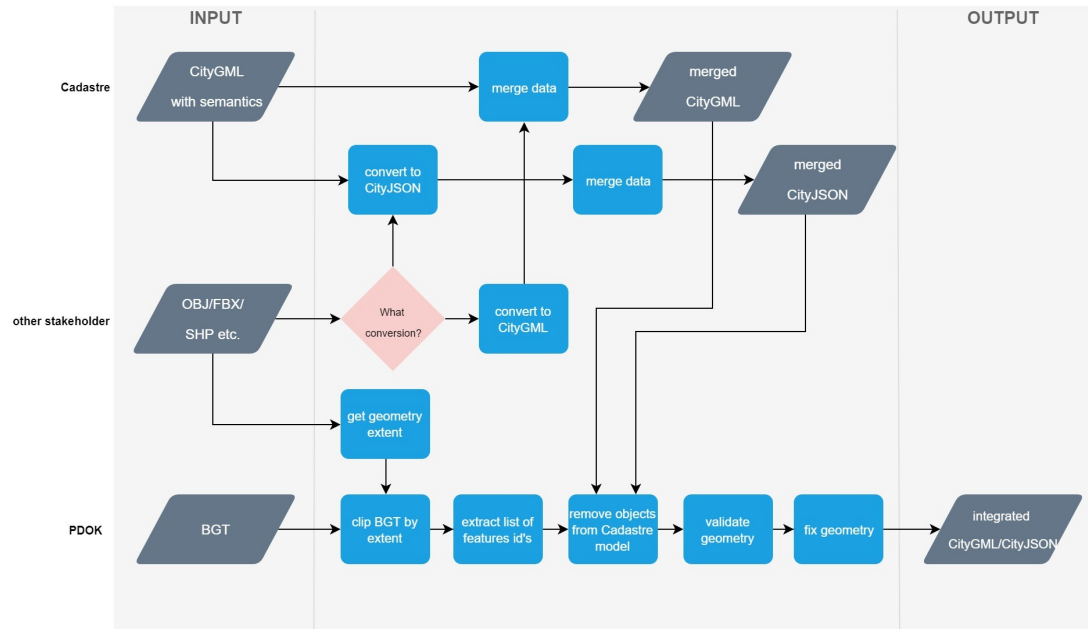 INPUT
OUTPUT
Cadastre
CityGML
with semantics
merge data
merged
CityGML
convert to
CityJSON
merge data
merged
CityJSON
other stakeholder
OBJ/FBX/
SHP etc.
What
conversion?
convert to
CityGML
get geometry
extent
PDOK
BGT
clip BGT by
extent
extract list of
features id's
remove objects
from Cadastre
model
validate
geometry
fix geometry
integrated
CityGML/CityJSON